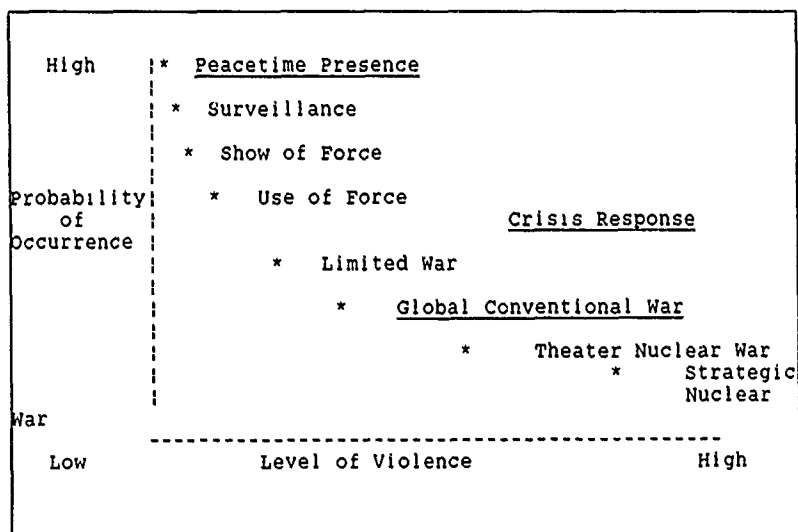 High * Peacetime Presence
* Surveillance
* Show of Force
Probability * Use of Force
of Crisis Response
Occurrence
* Limited War
* Global Conventional War
* Theater Nuclear War
* Strategic
Nuclear
War
Low Level of Violence High